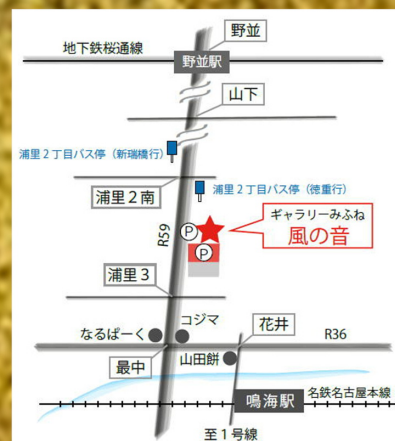 野並
地下鉄桜通線
野並駅
山下
浦里2丁目バス停（新瑞橋行）
浦里2丁目バス停（徳重行）
浦里2南
ギャラリーみふね
風の音
P
P
R59
浦里3
コジマ
なるぱーく
花井
R36
最中
山田餅
名鉄名古屋本線
鳴海駅
至1号線